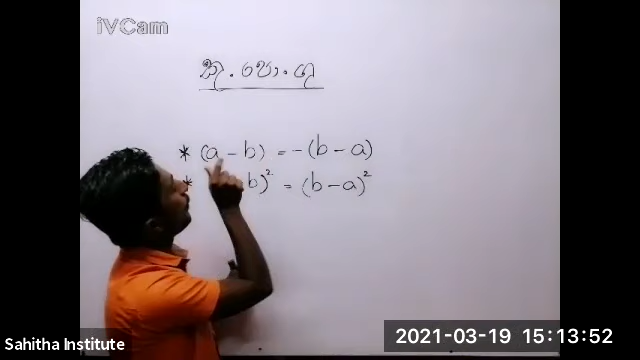 iVCam
කු.පො.ගු
* (a - b) = - (b - a)
* b)² = (b - a)²
Sahitha Institute
2021-03-19 15:13:52